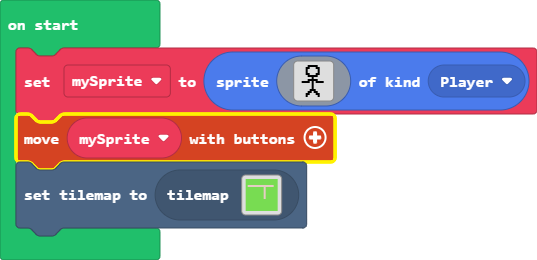 on start
set mySprite to sprite of kind Player
move mySprite with buttons
set tilemap to tilemap